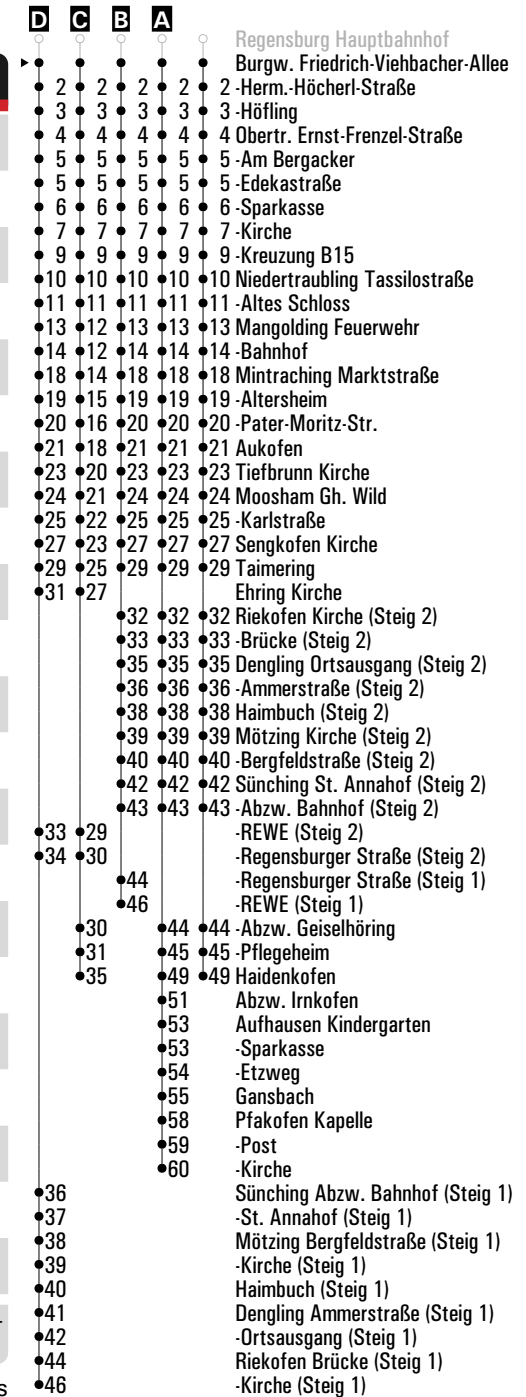 D C B A
Regensburg Hauptbahnhof
Burgw. Friedrich-Viehbacher-Allee
2 2 2 2 2 -Herm.-Höcherl-Straße
3 3 3 3 3 -Höfling
4 4 4 4 4 Obertr. Ernst-Frenzel-Straße
5 5 5 5 5 -Am Bergacker
5 5 5 5 5 -Edekastraße
6 6 6 6 6 -Sparkasse
7 7 7 7 7 -Kirche
9 9 9 9 9 -Kreuzung B15
10 10 10 10 10 Niedertraubling Tassilostraße
11 11 11 11 11 -Altes Schloss
13 12 13 13 13 Mangolding Feuerwehr
14 12 14 14 14 -Bahnhof
18 14 18 18 18 Mintraching Marktstraße
19 15 19 19 19 -Altersheim
20 16 20 20 20 -Pater-Moritz-Str.
21 18 21 21 21 Aukofen
23 20 23 23 23 Tiefbrunn Kirche
24 21 24 24 24 Moosham Gh. Wild
25 22 25 25 25 -Karlstraße
27 23 27 27 27 Sengkofen Kirche
29 25 29 29 29 Taimering
31 27 Ehring Kirche
32 32 32 Riekofen Kirche (Steig 2)
33 33 33 -Brücke (Steig 2)
35 35 35 Dengling Ortsausgang (Steig 2)
36 36 36 -Ammerstraße (Steig 2)
38 38 38 Haimbuch (Steig 2)
39 39 39 Mötzing Kirche (Steig 2)
40 40 40 -Bergfeldstraße (Steig 2)
42 42 42 Sünching St. Annahof (Steig 2)
43 43 43 -Abzw. Bahnhof (Steig 2)
33 29 -REWE (Steig 2)
34 30 -Regensburger Straße (Steig 2)
44 -Regensburger Straße (Steig 1)
46 -REWE (Steig 1)
30 44 44 -Abzw. Geiselhöring
31 45 45 -Pflegeheim
35 49 49 Haidenkofen
51 Abzw. Irnkofen
53 Aufhausen Kindergarten
53 -Sparkasse
54 -Etzweg
55 Gansbach
58 Pfakofen Kapelle
59 -Post
60 -Kirche
36 Sünching Abzw. Bahnhof (Steig 1)
37 -St. Annahof (Steig 1)
38 Mötzing Bergfeldstraße (Steig 1)
39 -Kirche (Steig 1)
40 Haimbuch (Steig 1)
41 Dengling Ammerstraße (Steig 1)
42 -Ortsausgang (Steig 1)
44 Riekofen Brücke (Steig 1)
46 -Kirche (Steig 1)